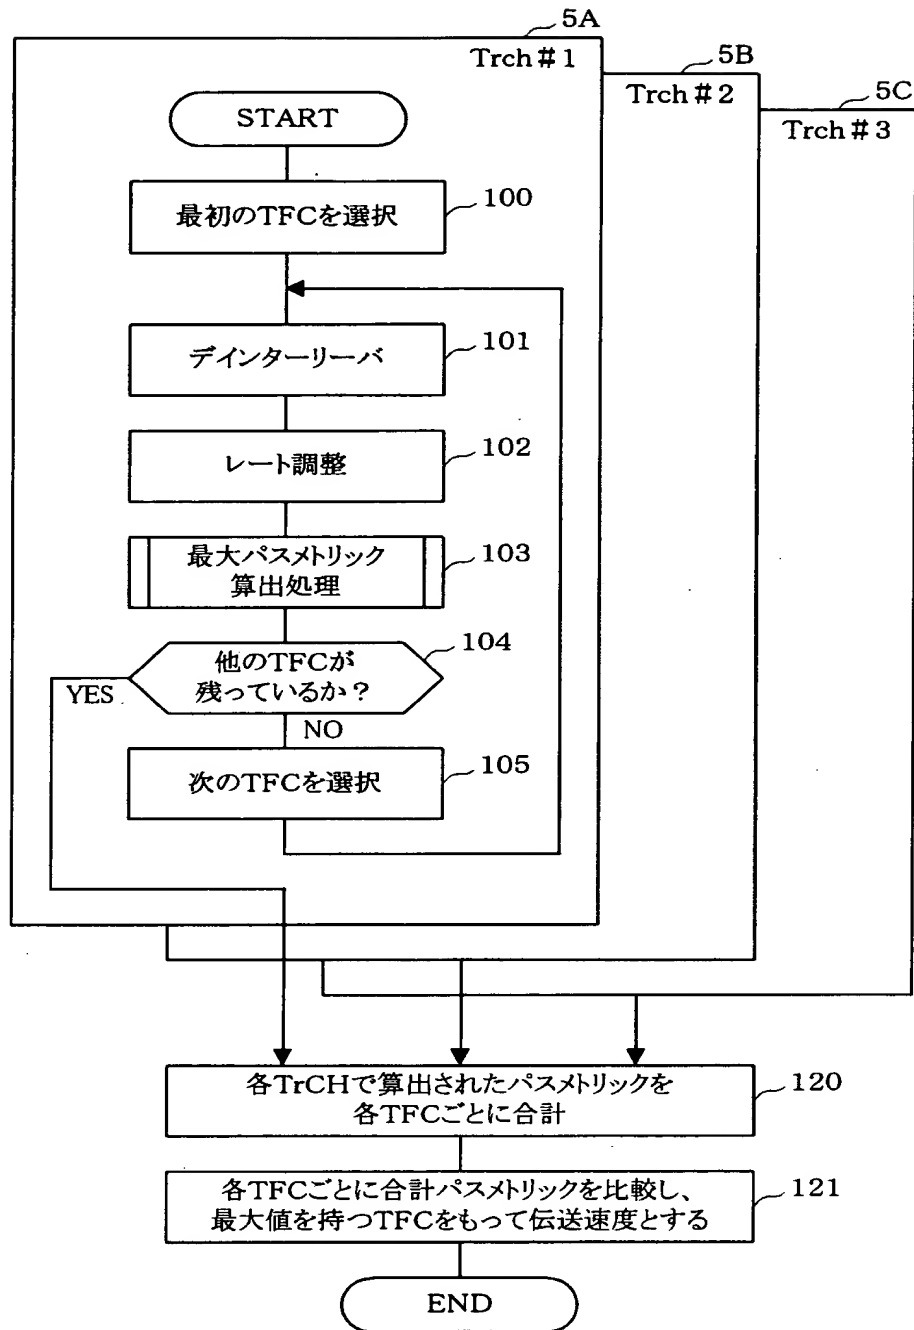 5A
Trch#1
5B
Trch#2
5C
Trch#3
START
最初のTFCを選択
100
デインターリーバ
101
レート調整
102
最大パスメトリック
算出処理
103
他のTFCが
残っているか？
104
YES
NO
次のTFCを選択
105
各TrCHで算出されたパスメトリックを
各TFCごとに合計
120
各TFCごとに合計パスメトリックを比較し、
最大値を持つTFCをもって伝送速度とする
121
END